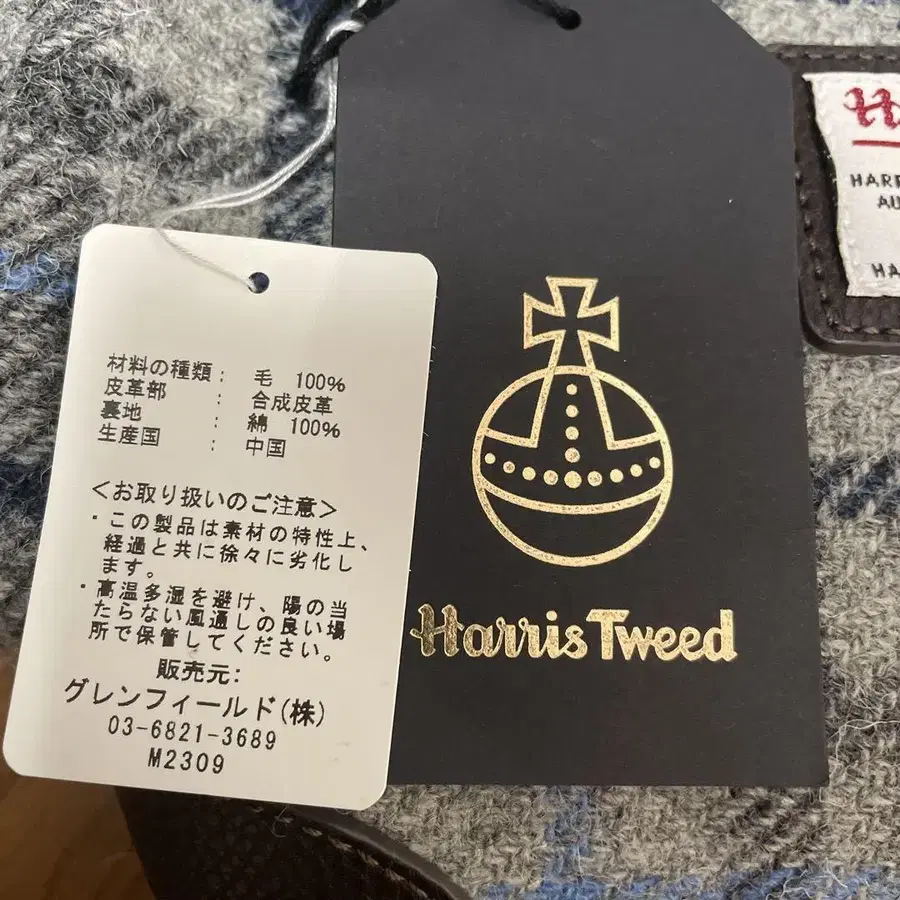 材料の種類: 毛 100%
皮革部 : 合成皮革
裏地 : 綿 100%
生産国 : 中国
<お取り扱いのご注意>
・この製品は素材の特性上、
経過と共に徐々に劣化し
ます。
・高温多湿を避け、陽の当
たらない風通しの良い場
所で保管してください。
販売元:
グレンフィールド(株)
03-6821-3689
M2309
Harris Tweed